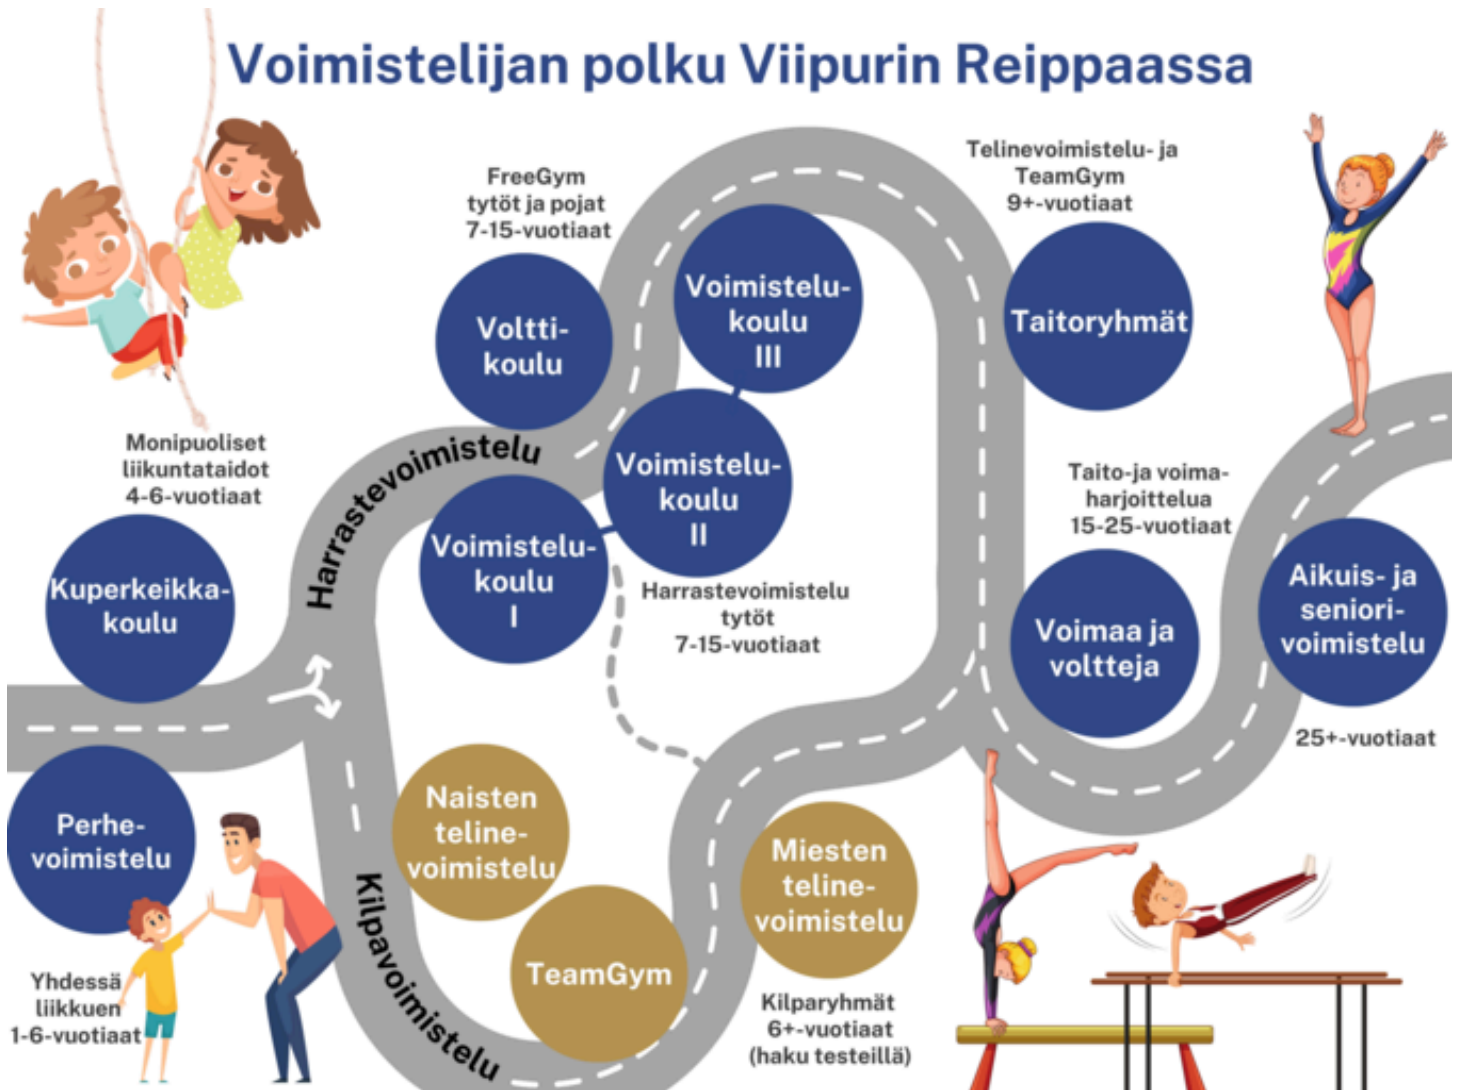 Voimistelijan polku Viipurin Reippaassa
Monipuoliset
liikuntataidot
4-6-vuotiaat
Kuperkeikka-
koulu
Perhe-
voimistelu
Yhdessä
liikkuen
1-6-vuotiaat
Harrastevoimistelu
FreeGym
tytöt ja pojat
7-15-vuotiaat
Voltti-
koulu
Voimistelu-
koulu
I
Voimistelu-
koulu
II
Voimistelu-
koulu
III
Harrastevoimistelu
tytöt
7-15-vuotiaat
Kilpavoimistelu
Naisten
teline-
voimistelu
TeamGym
Miesten
teline-
voimistelu
Kilparyhmät
6+-vuotiaat
(haku testeillä)
Telinevoimistelu- ja
TeamGym
9+-vuotiaat
Taitoryhmät
Taito-ja voima-
harjoittelua
15-25-vuotiaat
Voimaa ja
voltteja
Aikuis- ja
seniori-
voimistelu
25+-vuotiaat